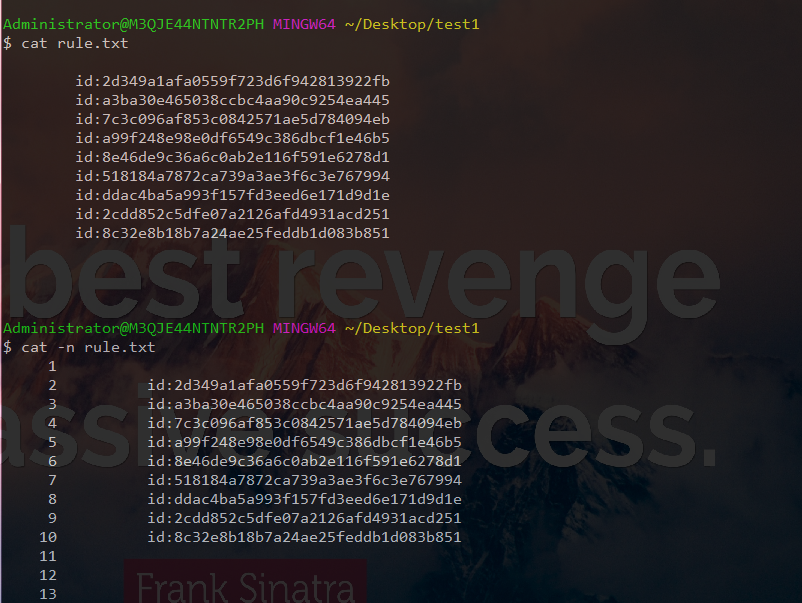 Administrator@M3QJE44NTNTR2PH MINGW64 ~/Desktop/test1
$ cat rule.txt
id:2d349a1afa0559f723d6f942813922fb
id:a3ba30e465038ccbc4aa90c9254ea445
id:7c3c096af853c0842571ae5d784094eb
id:a99f248e98e0df6549c386dbcf1e46b5
id:8e46de9c36a6c0ab2e116f591e6278d1
id:518184a7872ca739a3ae3f6c3e767994
id:ddac4ba5a993f157fd3eed6e171d9d1e
id:2cdd852c5dfe07a2126afd4931acd251
id:8c32e8b18b7a24ae25feddb1d083b851
best revenge
Administrator@M3QJE44NTNTR2PH MINGW64 ~/Desktop/test1
$ cat -n rule.txt
1
2 id:2d349a1afa0559f723d6f942813922fb
3 id:a3ba30e465038ccbc4aa90c9254ea445
4 id:7c3c096af853c0842571ae5d784094eb
5 id:a99f248e98e0df6549c386dbcf1e46b5
6 id:8e46de9c36a6c0ab2e116f591e6278d1
7 id:518184a7872ca739a3ae3f6c3e767994
8 id:ddac4ba5a993f157fd3eed6e171d9d1e
9 id:2cdd852c5dfe07a2126afd4931acd251
10 id:8c32e8b18b7a24ae25feddb1d083b851
assive success.
11
12
13
Frank Sinatra